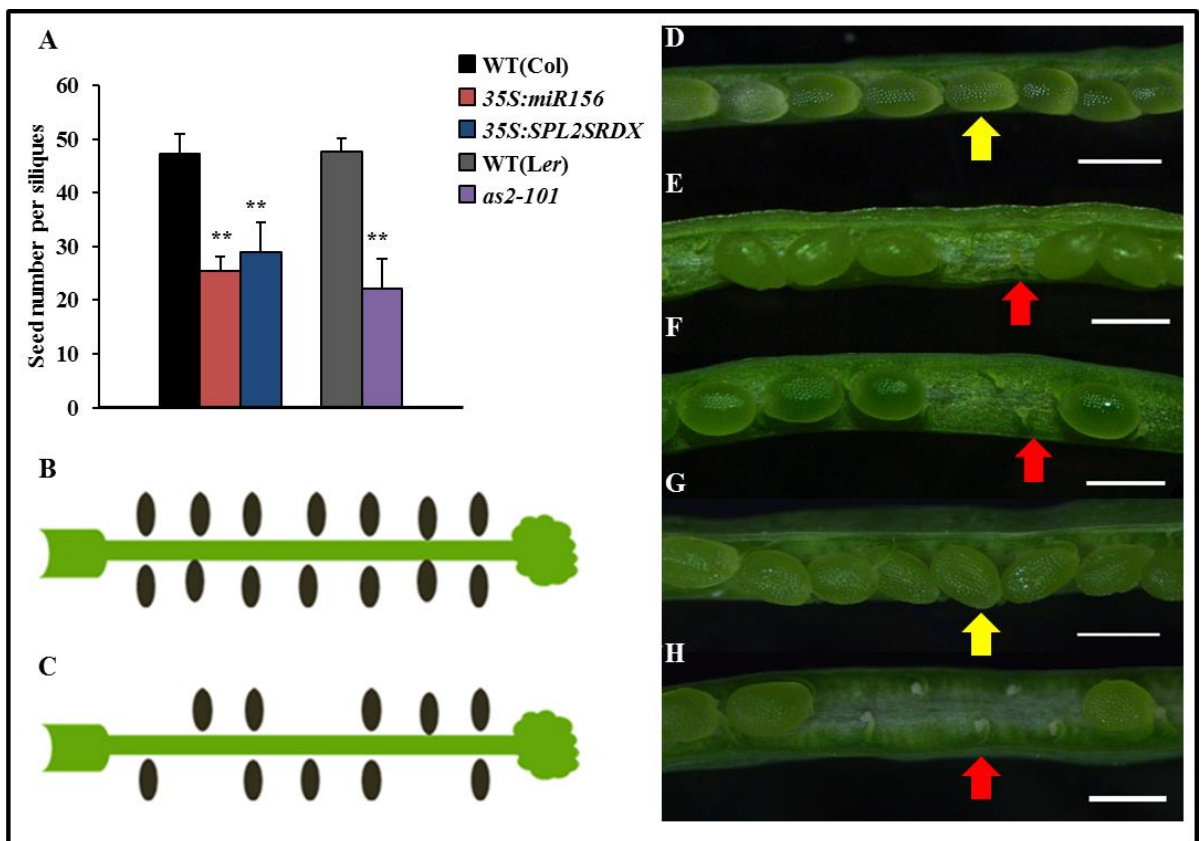 A
60
50
40
30
20
10
0
Seed number per siliques
**
**
**
WT(Col)
35S:miR156
35S:SPL2SRDX
WT(Ler)
as2-101
B
C
D
E
F
G
H